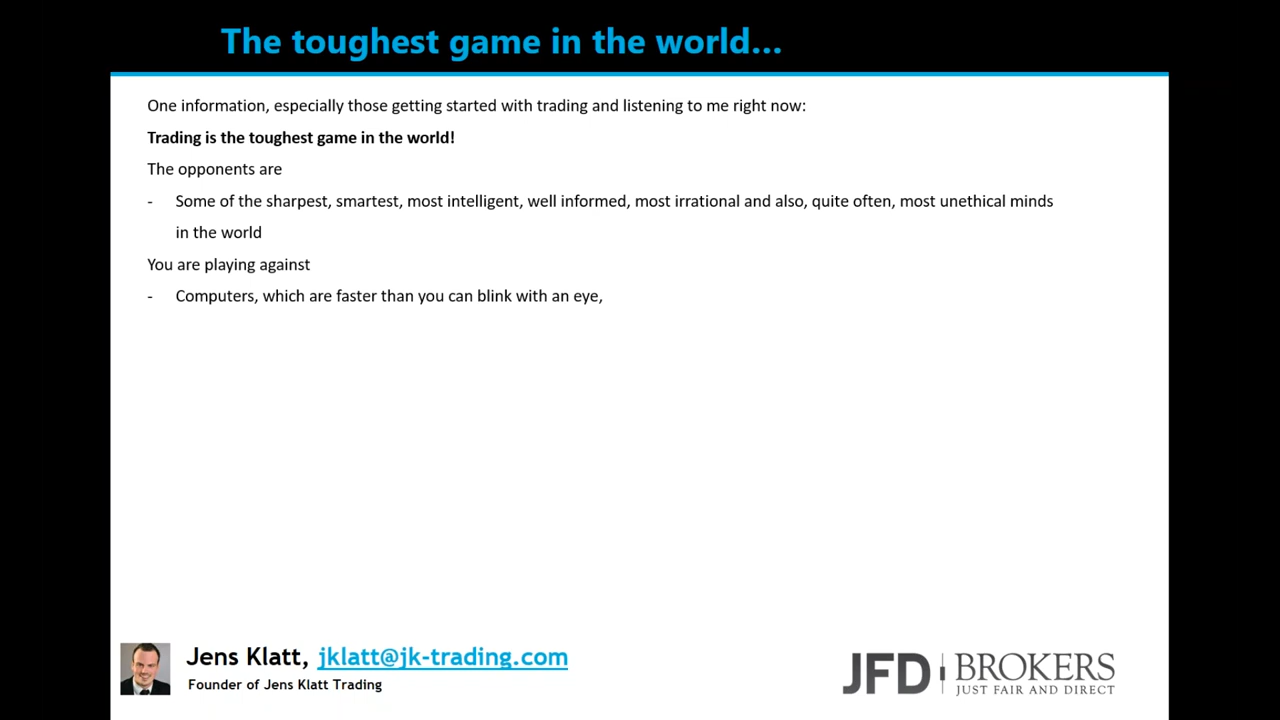 The toughest game in the world...
One information, especially those getting started with trading and listening to me right now:
Trading is the toughest game in the world!
The opponents are
- Some of the sharpest, smartest, most intelligent, well informed, most irrational and also, quite often, most unethical minds
in the world
You are playing against
- Computers, which are faster than you can blink with an eye,
Jens Klatt, jklatt@jk-trading.com
Founder of Jens Klatt Trading
JFD BROKERS
JUST FAIR AND DIRECT